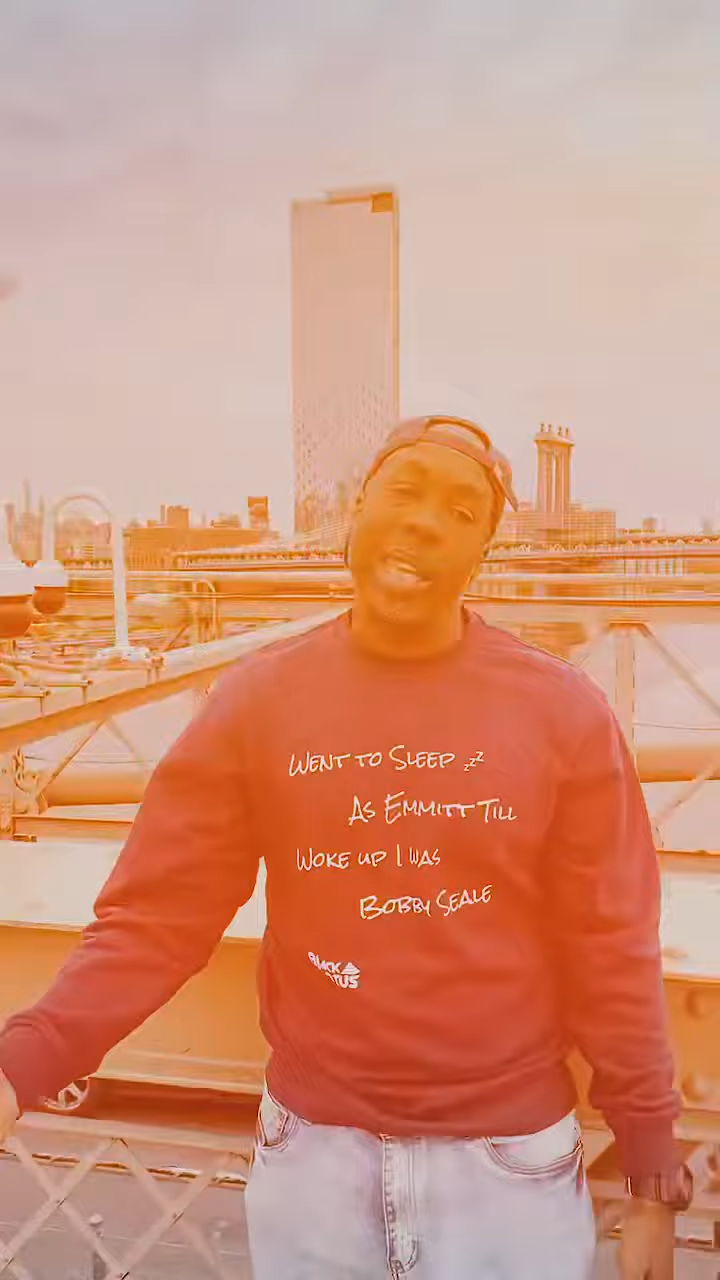 WENT TO SLEEP zzz
AS EMMITT TILL
WOKE UP I WAS
BOBBY SEALE